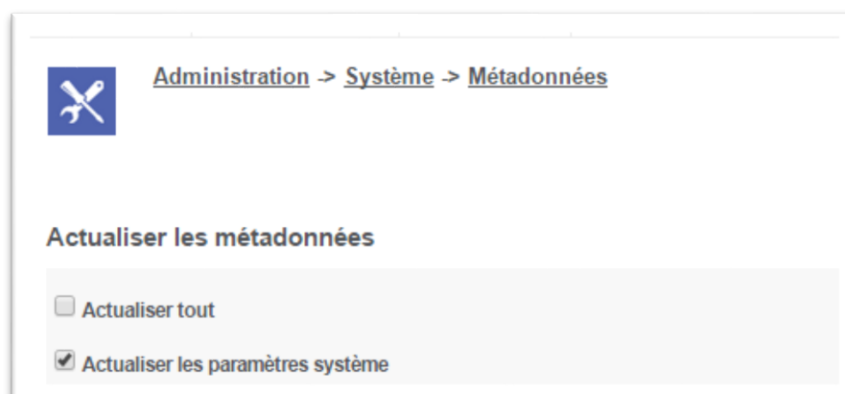 Administration -> Système -> Métadonnées
Actualiser les métadonnées
Actualiser tout
Actualiser les paramètres système